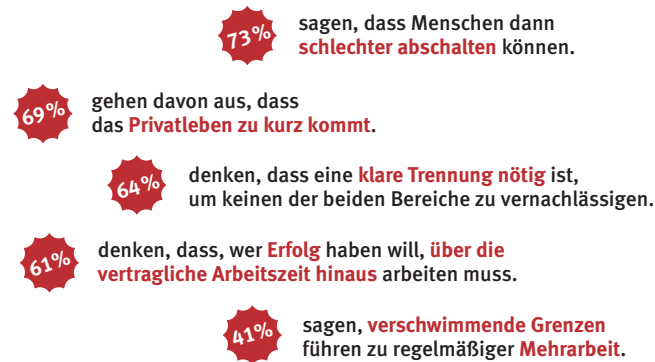 73%
sagen, dass Menschen dann
schlechter abschalten können.
69%
gehen davon aus, dass
das Privatleben zu kurz kommt.
64%
denken, dass eine klare Trennung nötig ist,
um keinen der beiden Bereiche zu vernachlässigen.
61%
denken, dass, wer Erfolg haben will, über die
vertragliche Arbeitszeit hinaus arbeiten muss.
41%
sagen, verschwimmende Grenzen
führen zu regelmäßiger Mehrarbeit.